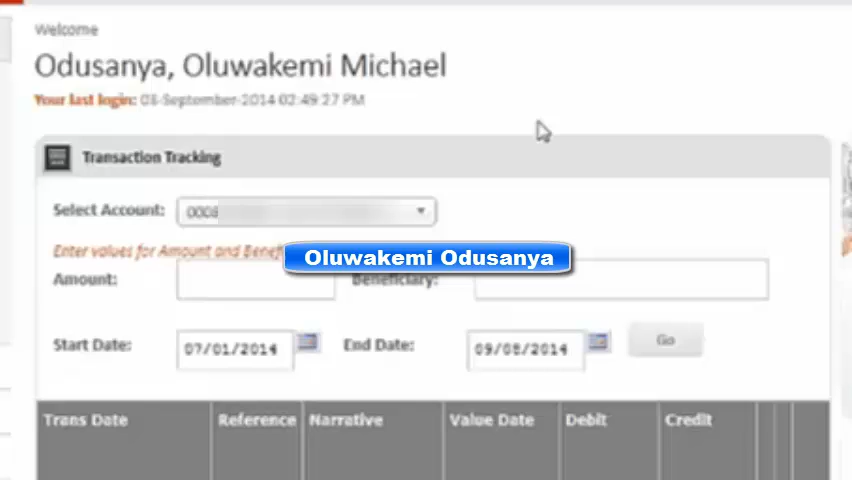 Welcome
Odusanya, Oluwakemi Michael
Your last login: 08-September-2014 02:49:27 PM
Transaction Tracking
Select Account: 0008
Enter values for Amount and Benef
Oluwakemi Odusanya
Amount: Beneficiary:
Start Date: 07/01/2014 End Date: 09/08/2014 Go
Trans Date Reference Narrative Value Date Debit Credit